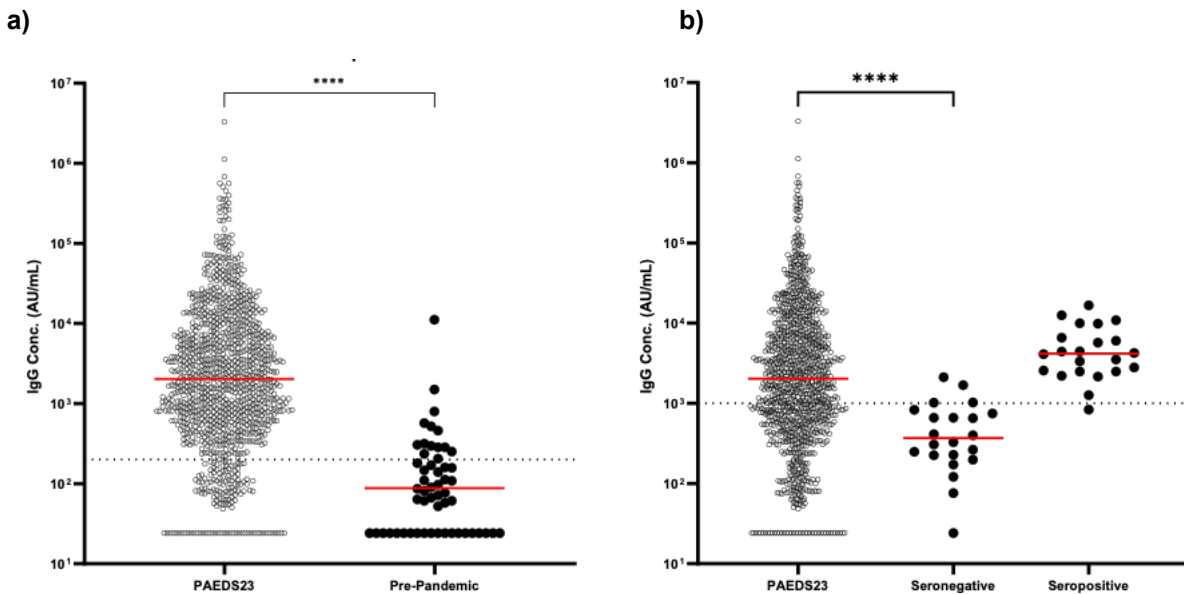 a)
b)
****
****
10⁷
10⁶
10⁵
10⁴
10³
10²
10¹
IgG Conc. (AU/mL)
PAEDS23
Pre-Pandemic
10⁷
10⁶
10⁵
10⁴
10³
10²
10¹
IgG Conc. (AU/mL)
PAEDS23
Seronegative
Seropositive